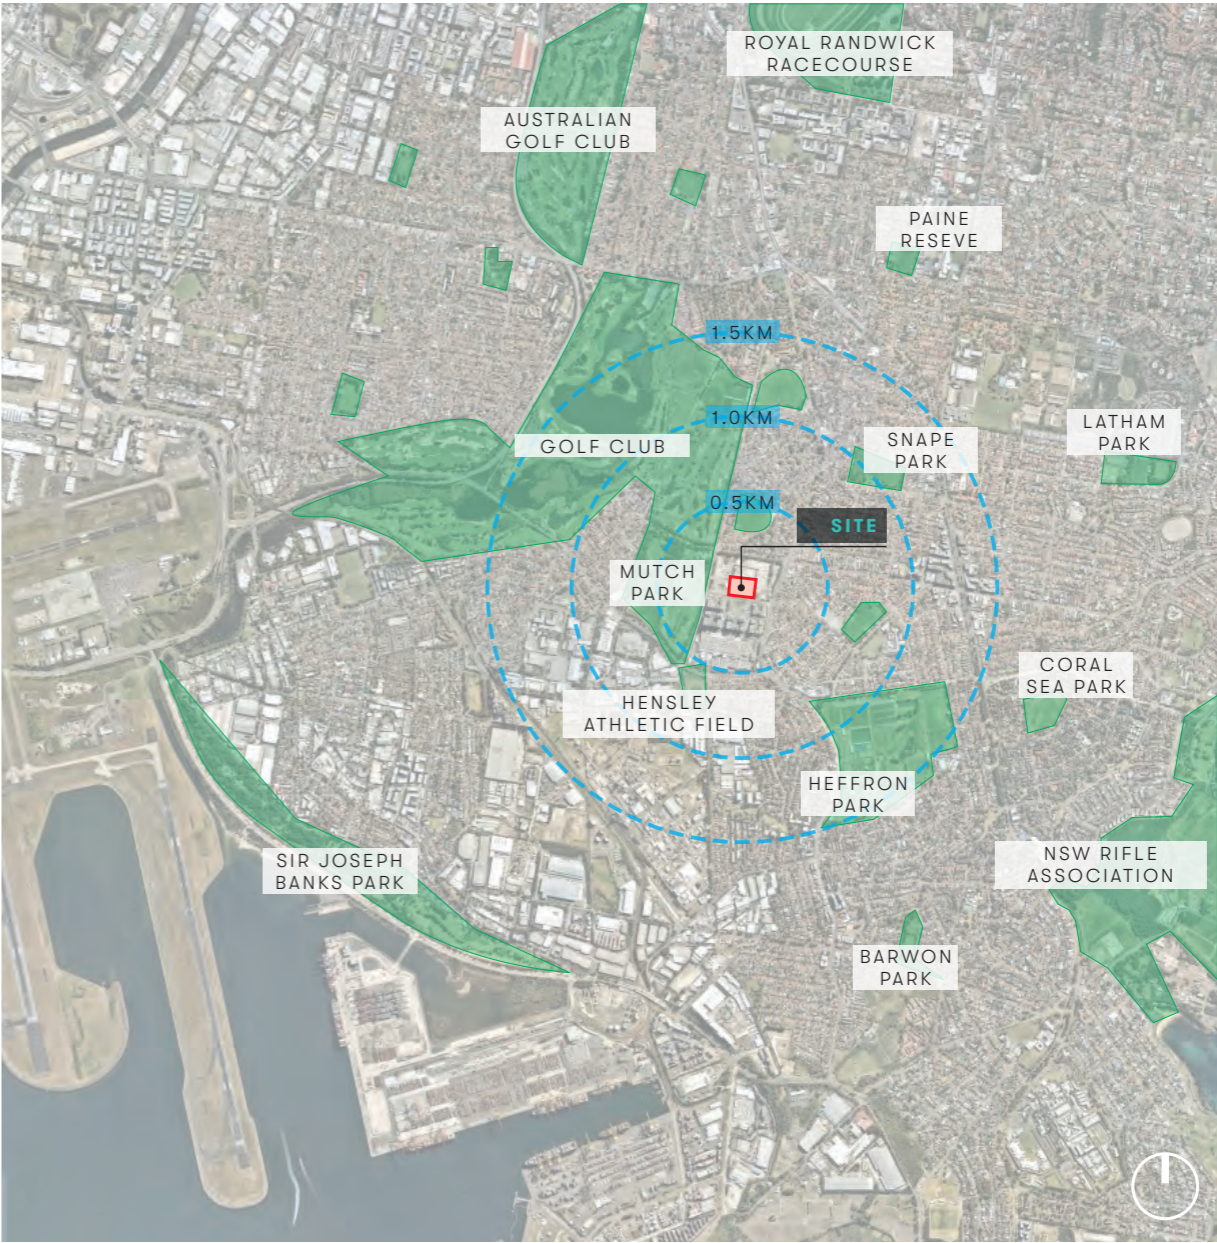 ROYAL RANDWICK
RACECOURSE
AUSTRALIAN
GOLF CLUB
PAINE
RESEVE
1.5KM
1.0KM
LATHAM
PARK
GOLF CLUB
SNAPE
PARK
0.5KM
SITE
MUTCH
PARK
CORAL
SEA PARK
HENSLEY
ATHLETIC FIELD
HEFFRON
PARK
SIR JOSEPH
BANKS PARK
NSW RIFLE
ASSOCIATION
BARWON
PARK